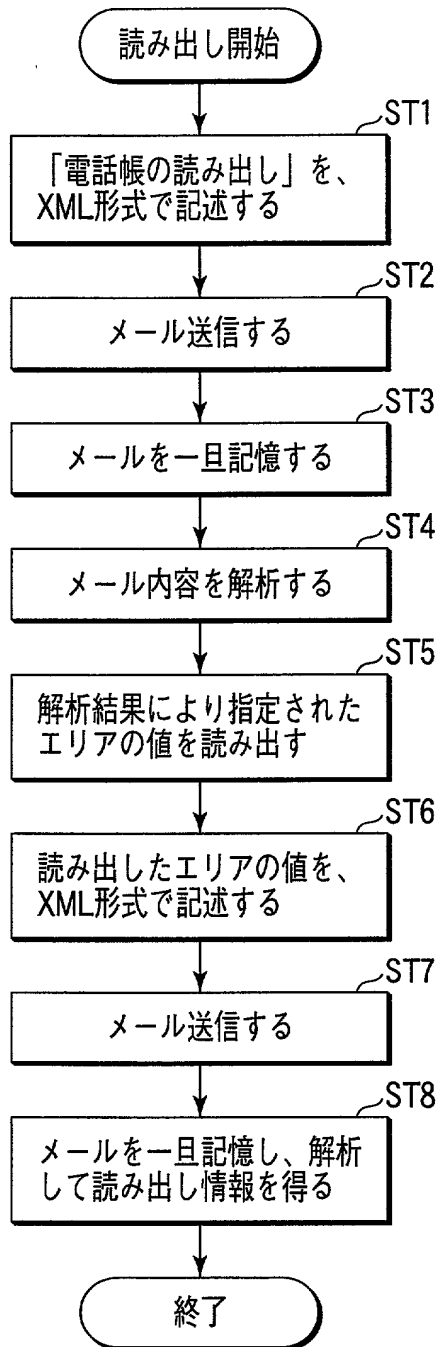 読み出し開始
ST1
「電話帳の読み出し」を、
XML形式で記述する
ST2
メール送信する
ST3
メールを一旦記憶する
ST4
メール内容を解析する
ST5
解析結果により指定された
エリアの値を読み出す
ST6
読み出したエリアの値を、
XML形式で記述する
ST7
メール送信する
ST8
メールを一旦記憶し、解析
して読み出し情報を得る
終了